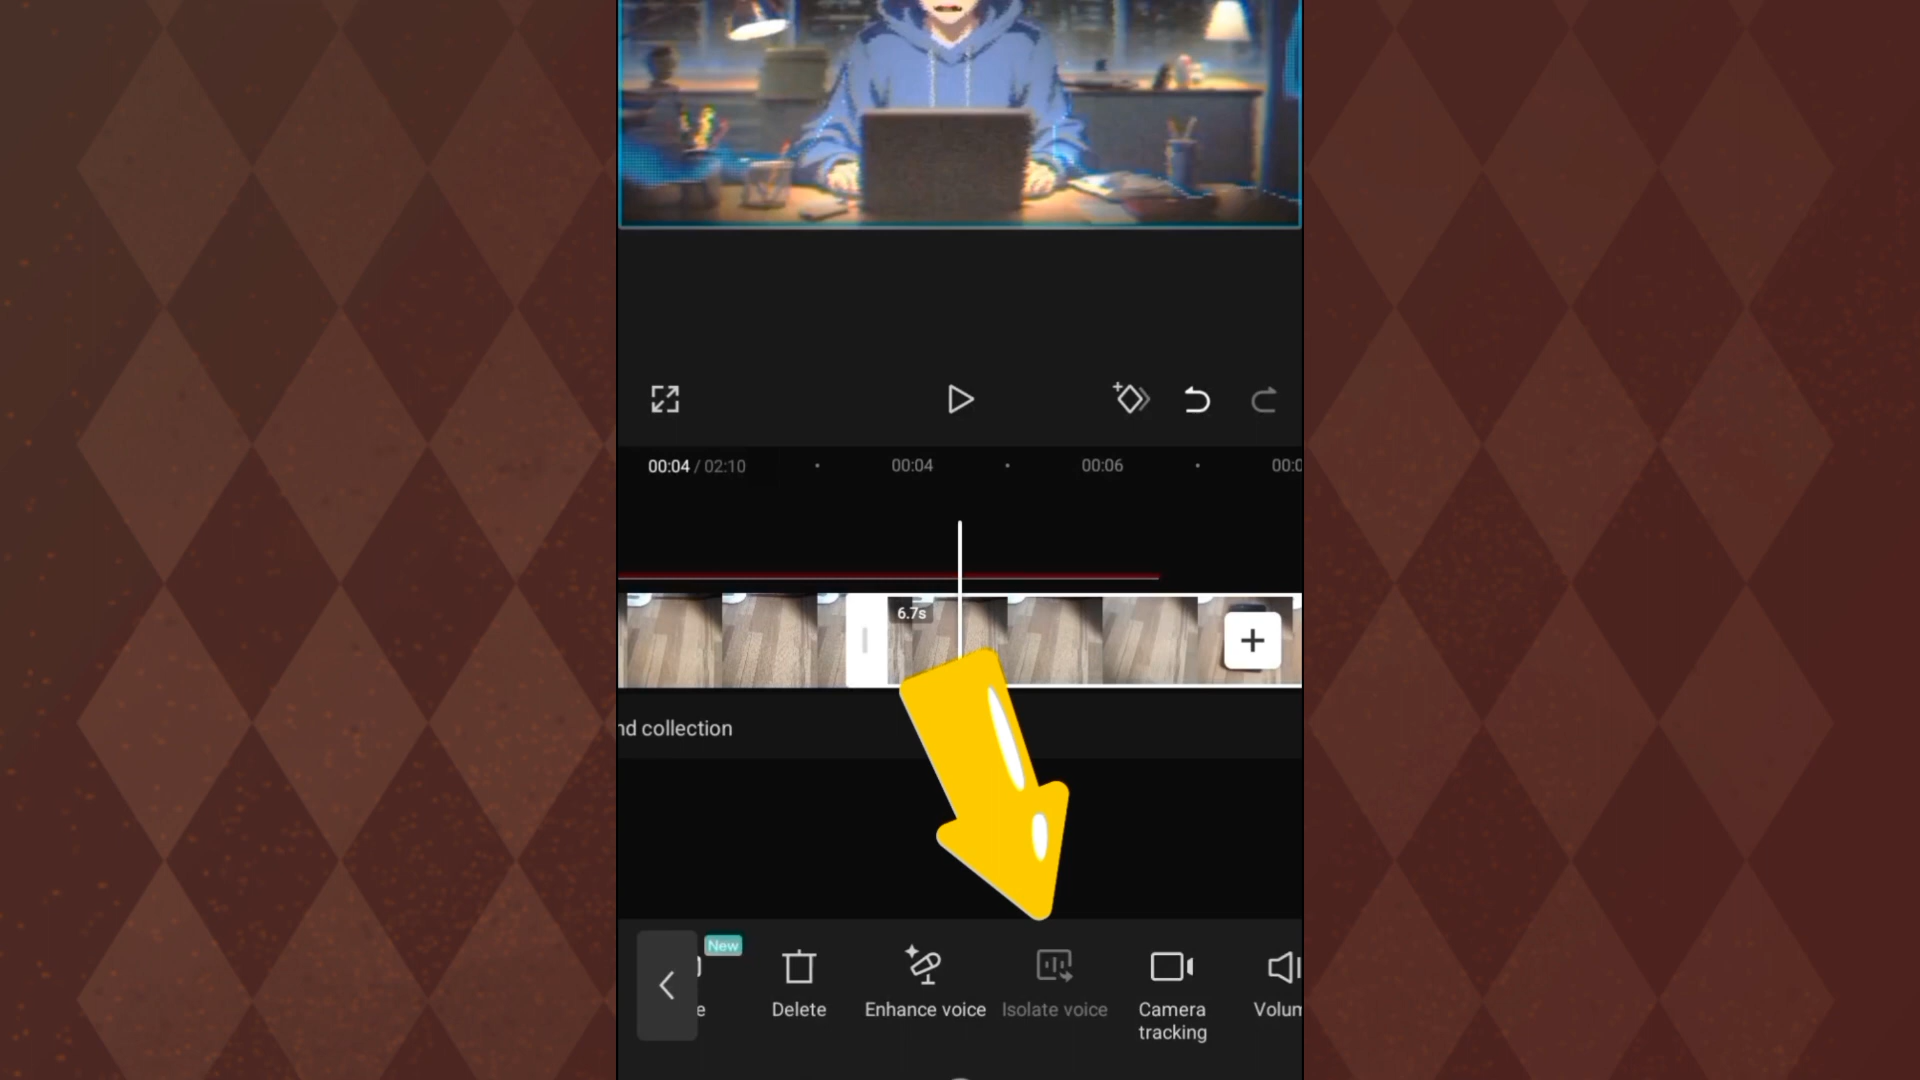 00:04 / 02:10
00:04
00:06
6.7s
nd collection
New
e
Delete
Enhance voice
Isolate voice
Camera
tracking